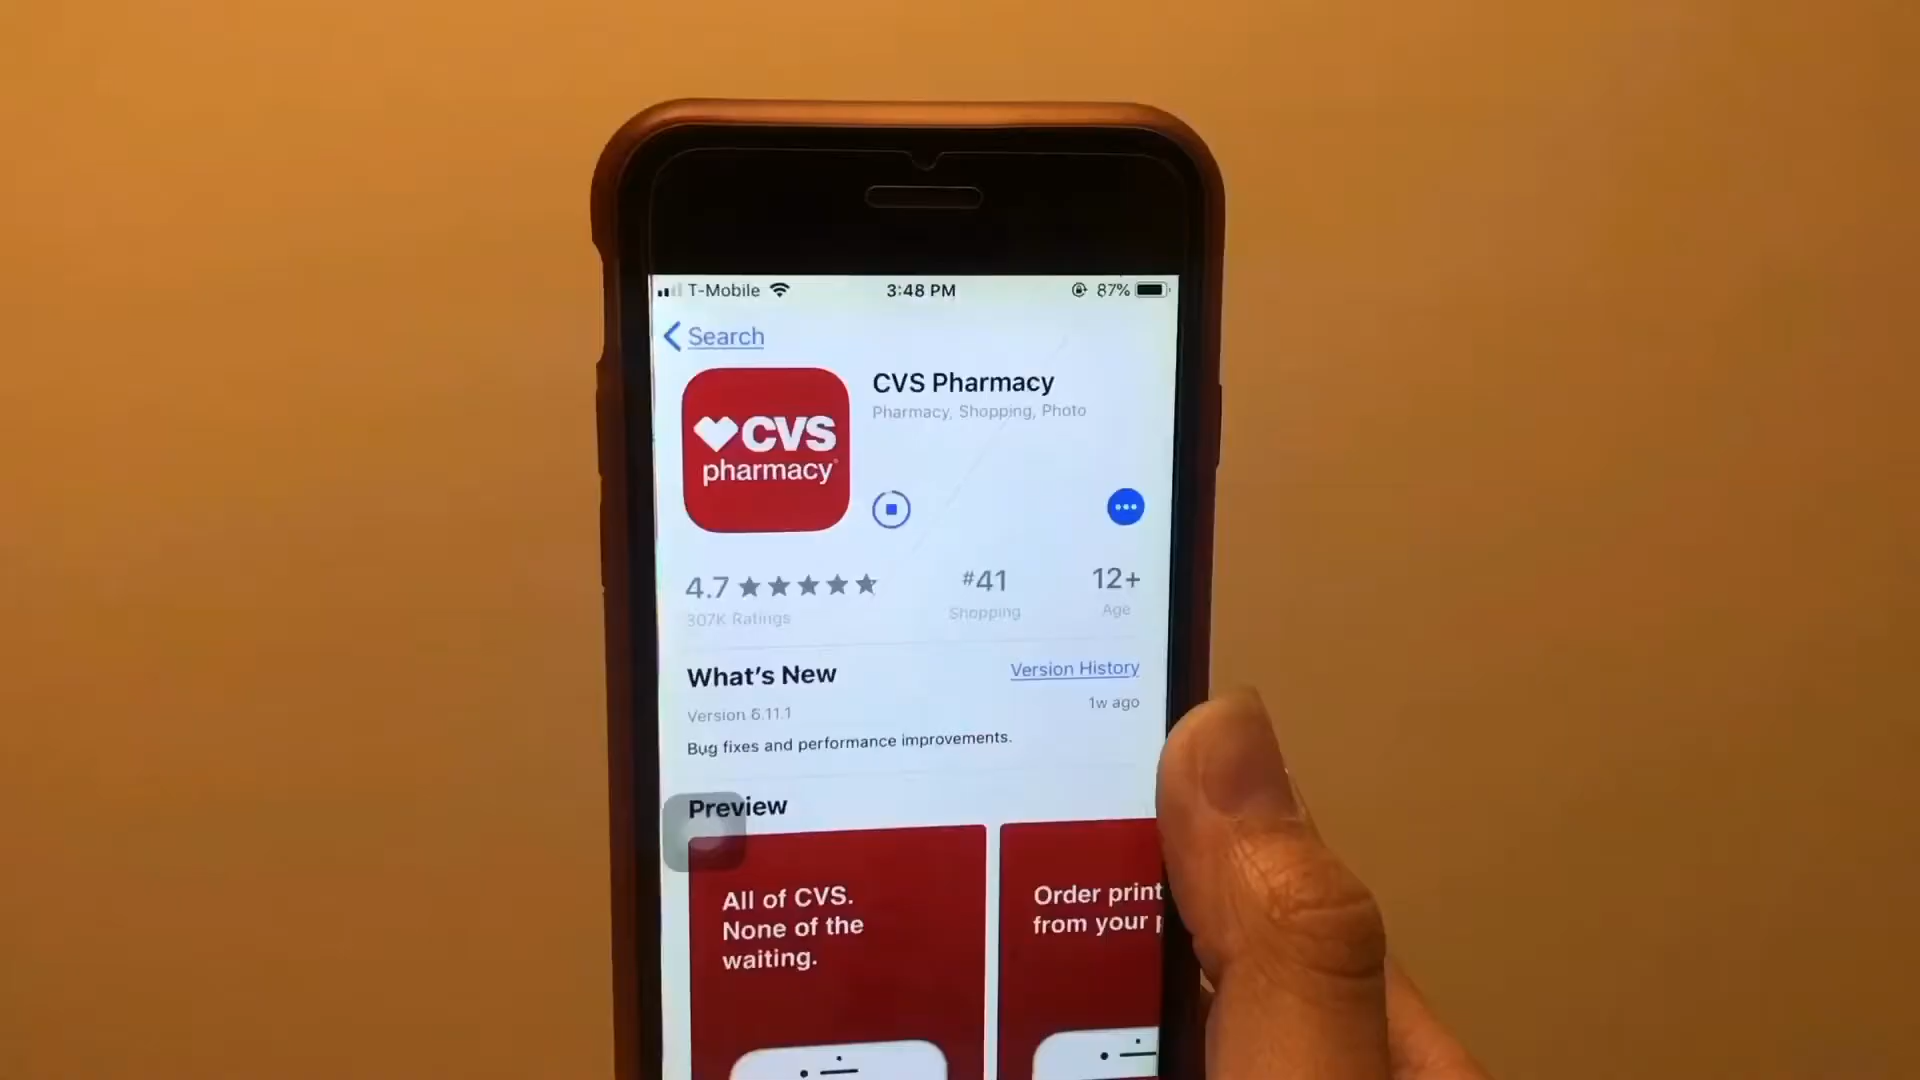 T-Mobile 3:48 PM 87%
Search
CVS
pharmacy
CVS Pharmacy
Pharmacy, Shopping, Photo
4.7
#41
12+
307K Ratings
Shopping
Age
What's New
Version History
Version 6.11.1
1w ago
Bug fixes and performance improvements.
Preview
All of CVS.
None of the
waiting.
Order print
from your